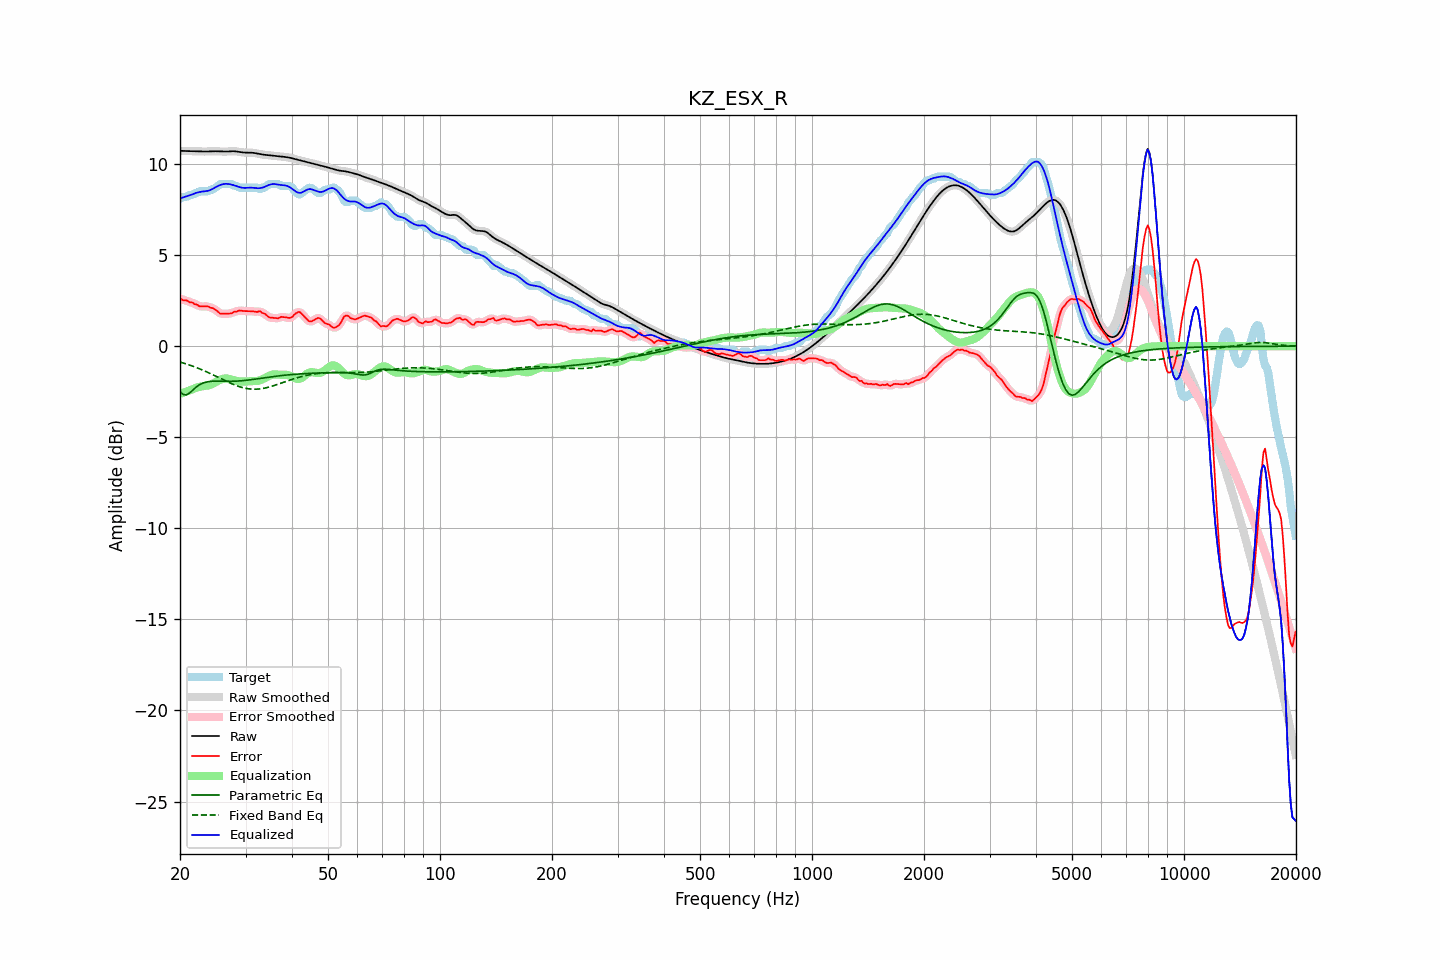 KZ_ESX_R
Amplitude (dBr)
10
5
0
−5
−10
−15
−20
−25
Target
Raw Smoothed
Error Smoothed
Raw
Error
Equalization
Parametric Eq
Fixed Band Eq
Equalized
20 50 100 200 500 1000 2000 5000 10000 20000
Frequency (Hz)